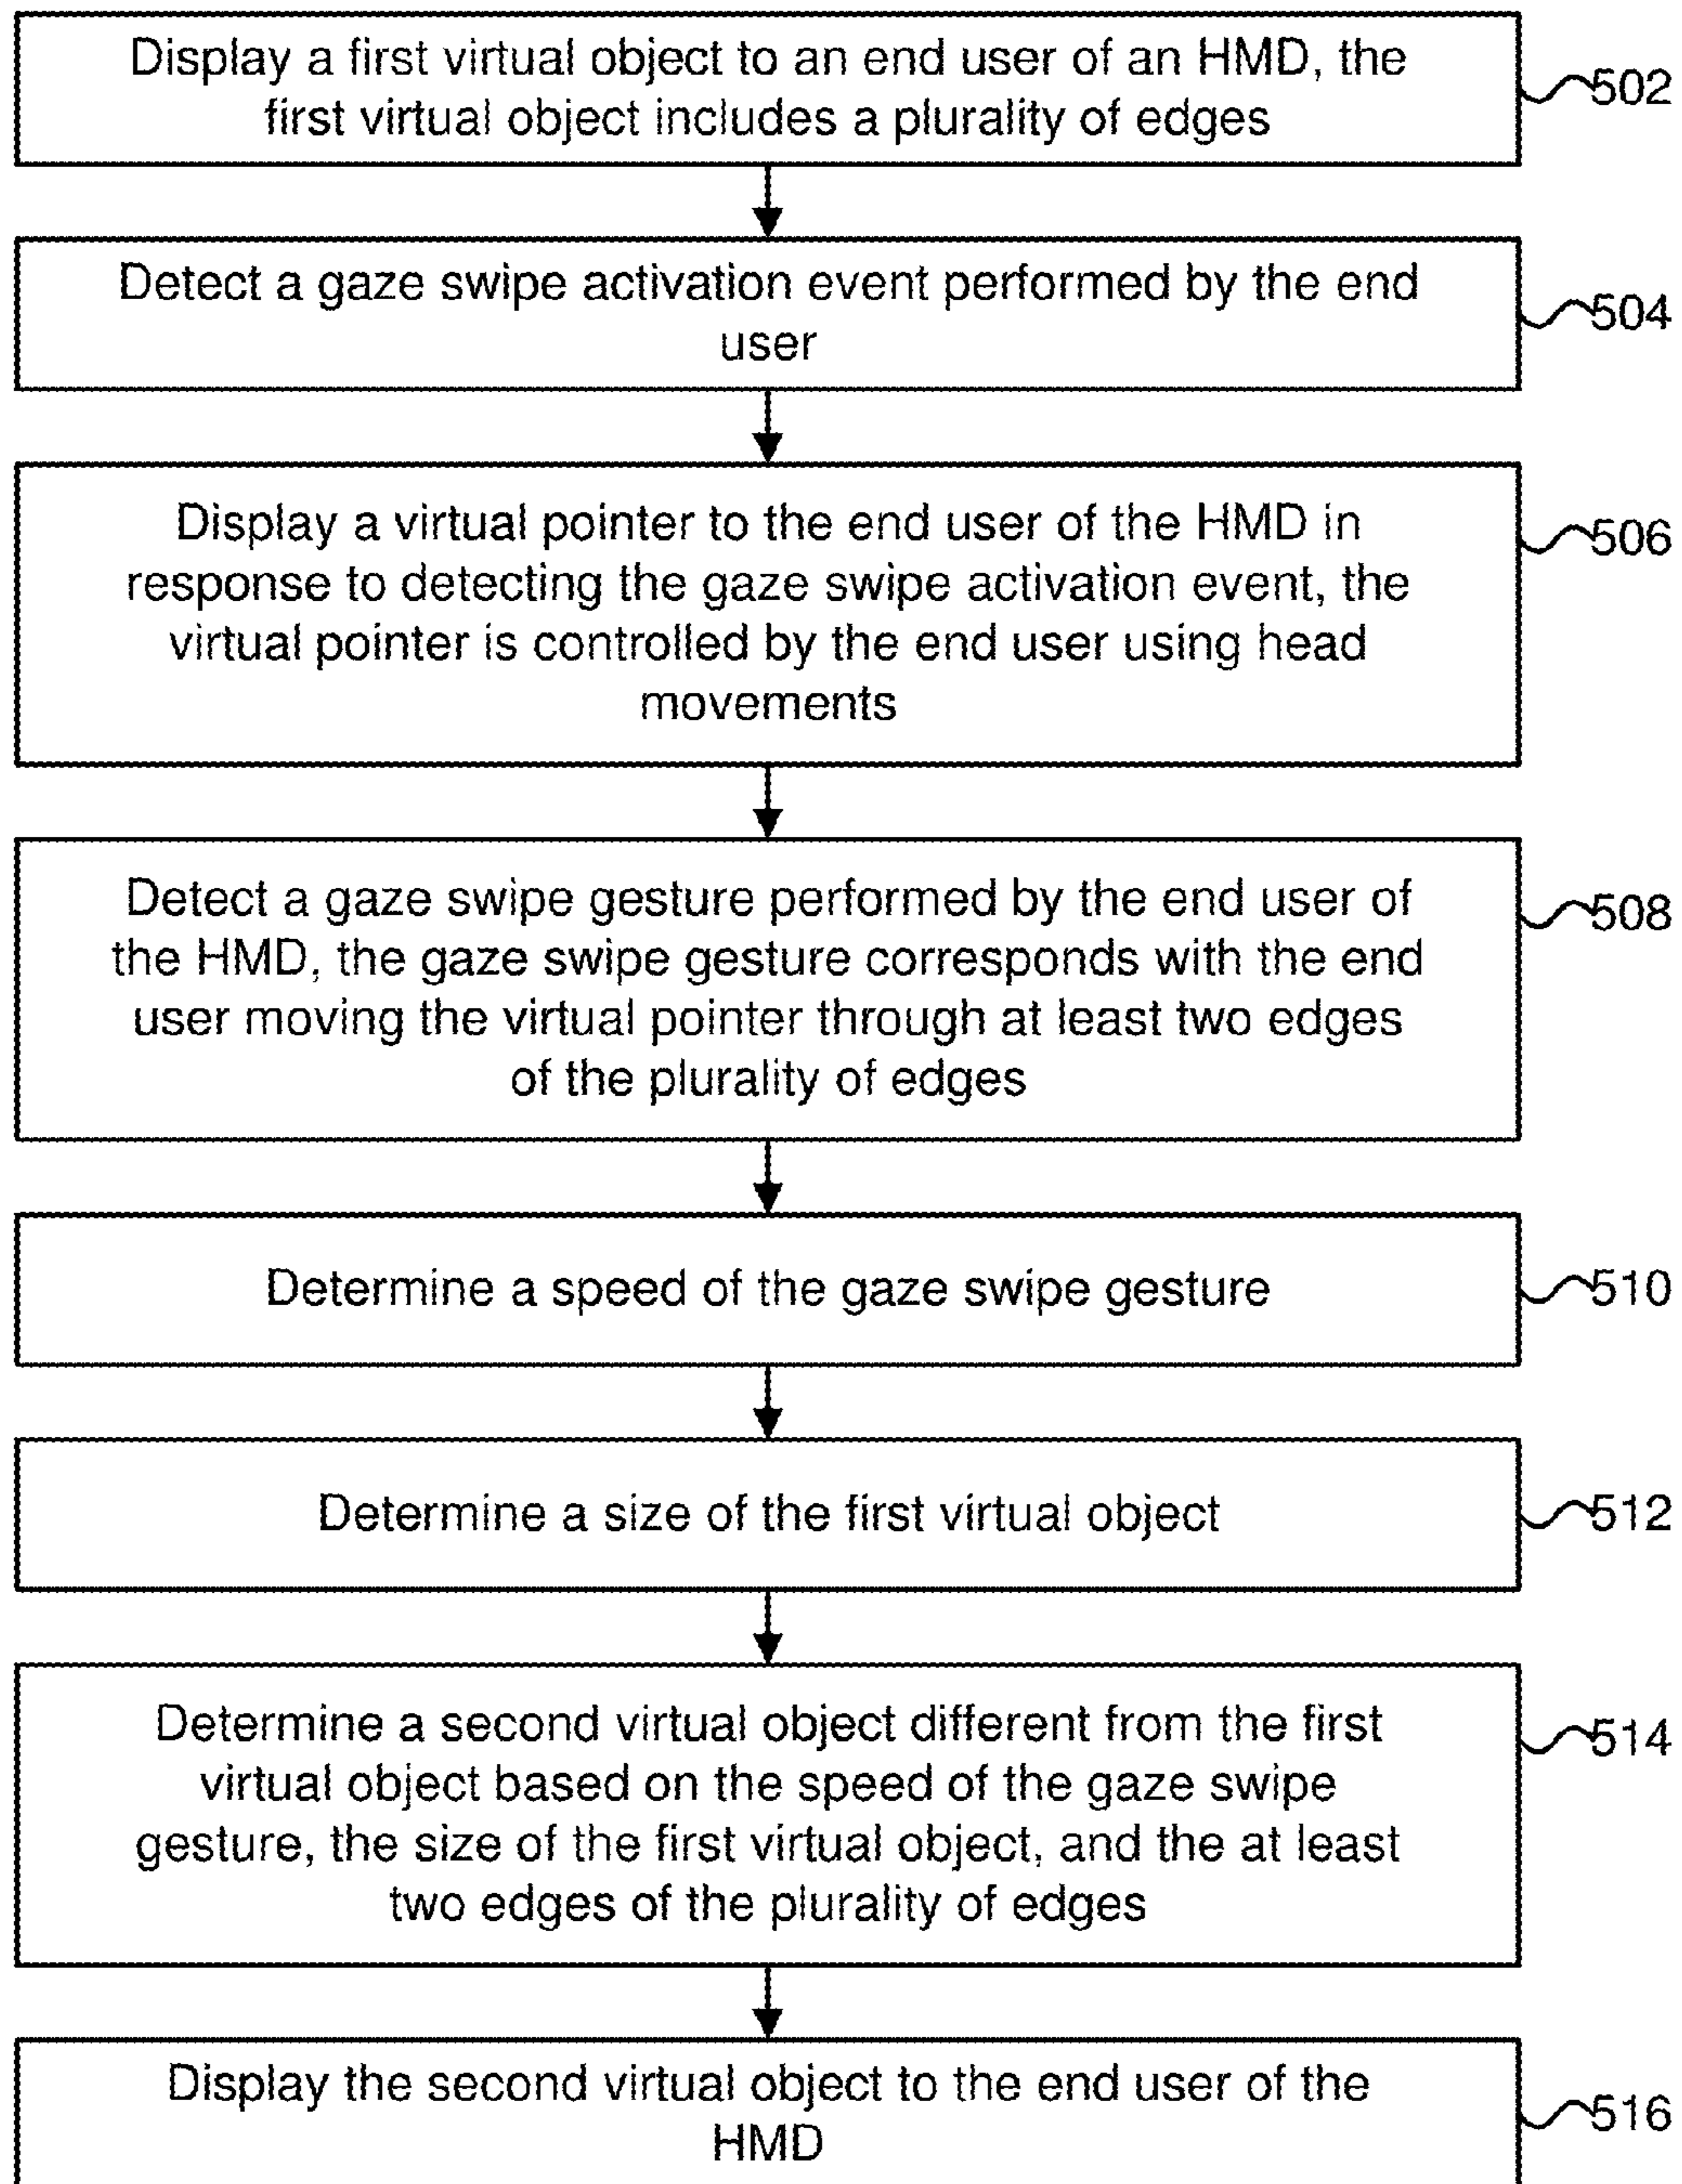 Display a first virtual object to an end user of an HMD, the
first virtual object includes a plurality of edges
502
Detect a gaze swipe activation event performed by the end
user
504
Display a virtual pointer to the end user of the HMD in
response to detecting the gaze swipe activation event, the
virtual pointer is controlled by the end user using head
movements
506
Detect a gaze swipe gesture performed by the end user of
the HMD, the gaze swipe gesture corresponds with the end
user moving the virtual pointer through at least two edges
of the plurality of edges
508
Determine a speed of the gaze swipe gesture
510
Determine a size of the first virtual object
512
Determine a second virtual object different from the first
virtual object based on the speed of the gaze swipe
gesture, the size of the first virtual object, and the at least
two edges of the plurality of edges
514
Display the second virtual object to the end user of the
HMD
516